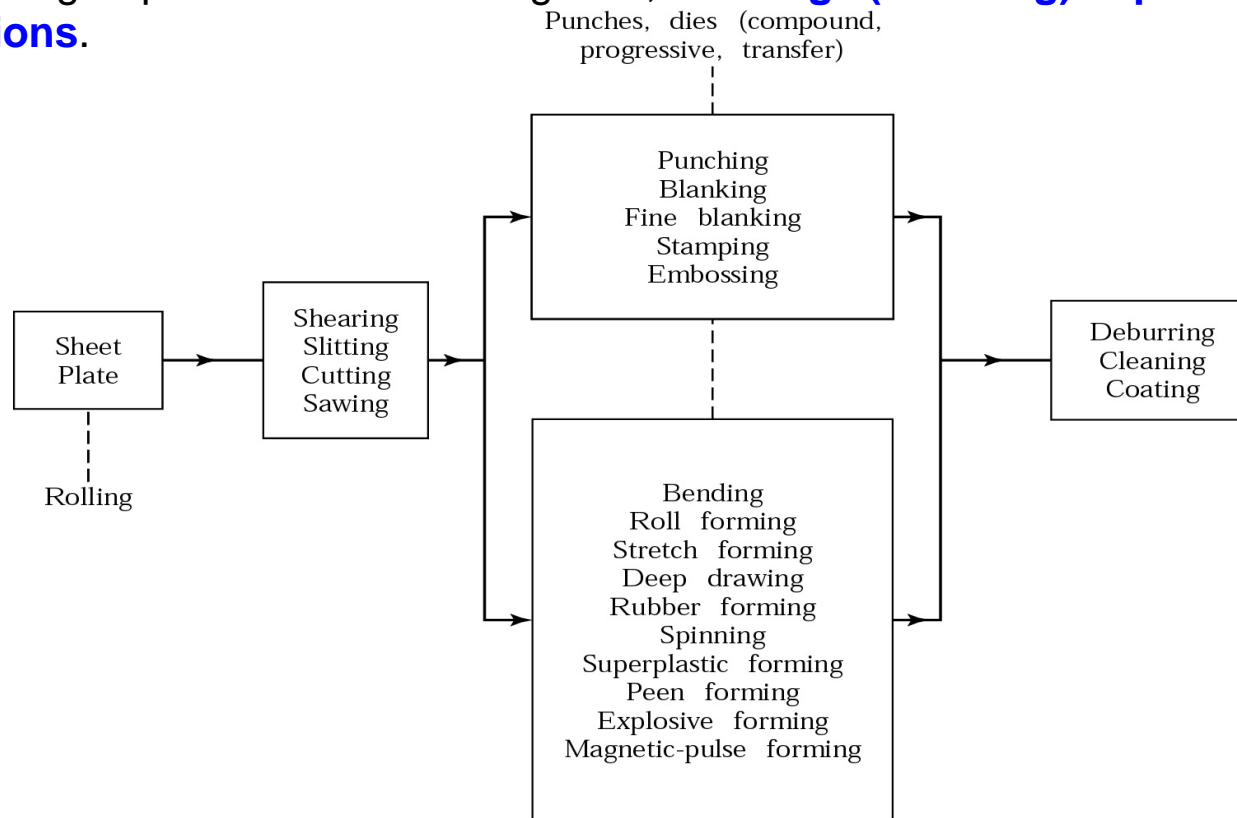 ions.
Punches, dies (compound,
progressive, transfer)
Punching
Blanking
Fine blanking
Stamping
Embossing
Sheet
Plate
Shearing
Slitting
Cutting
Sawing
Deburring
Cleaning
Coating
Rolling
Bending
Roll forming
Stretch forming
Deep drawing
Rubber forming
Spinning
Superplastic forming
Peen forming
Explosive forming
Magnetic-pulse forming